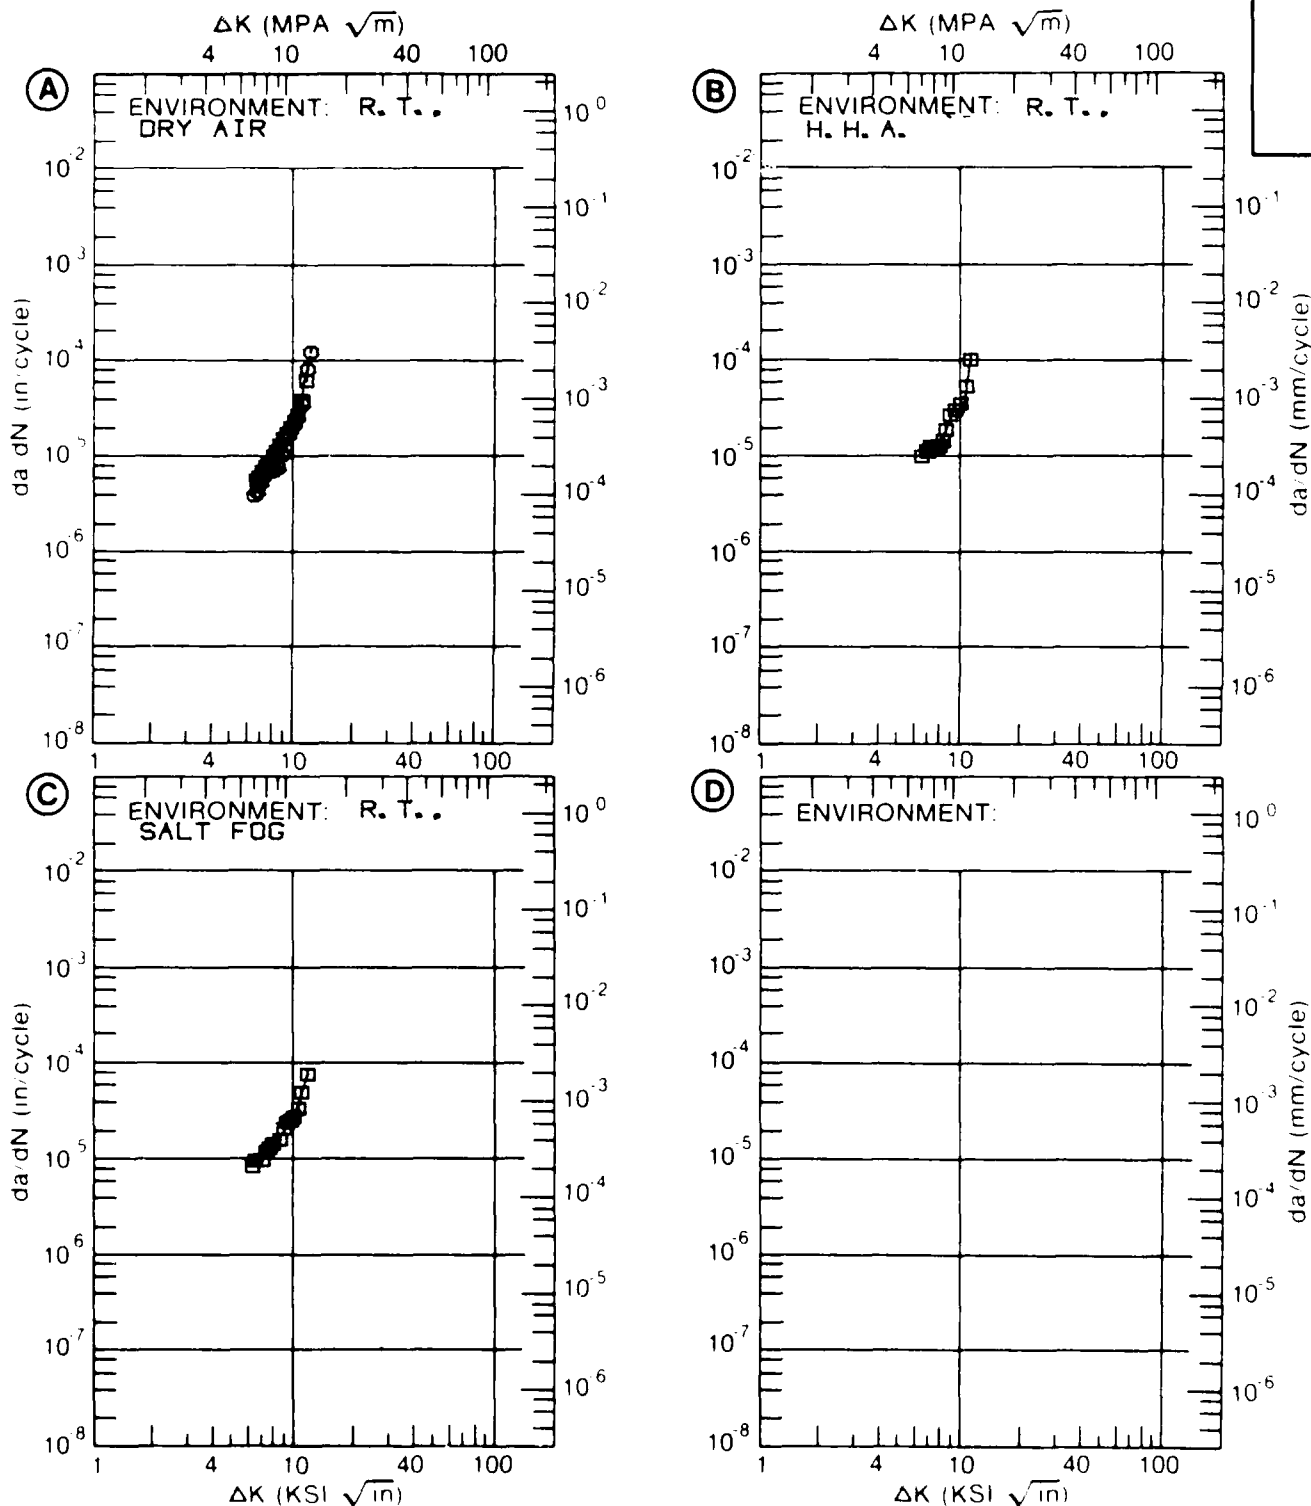 ΔK (MPA √m)
4 10 40 100
ΔK (MPA √m)
4 10 40 100
A
ENVIRONMENT: R. T. .
DRY AIR
10^-2
10^-3
10^-4
10^-5
10^-6
10^-7
10^-8
da dN (in/cycle)
10^0
10^-1
10^-2
10^-3
10^-4
10^-5
10^-6
1 4 10 40 100
B
ENVIRONMENT: R. T. .
H. H. A.
10^-2
10^-3
10^-4
10^-5
10^-6
10^-7
10^-8
10^-1
10^-2
10^-3
10^-4
10^-5
10^-6
da/dN (mm/cycle)
1 4 10 40 100
C
ENVIRONMENT: R. T. .
SALT FOG
10^-2
10^-3
10^-4
10^-5
10^-6
10^-7
10^-8
da/dN (in/cycle)
10^0
10^-1
10^-2
10^-3
10^-4
10^-5
10^-6
1 4 10 40 100
ΔK (KSI √in)
D
ENVIRONMENT:
10^-2
10^-3
10^-4
10^-5
10^-6
10^-7
10^-8
10^0
10^-1
10^-2
10^-3
10^-4
10^-5
10^-6
da/dN (mm/cycle)
1 4 10 40 100
ΔK (KSI √in)